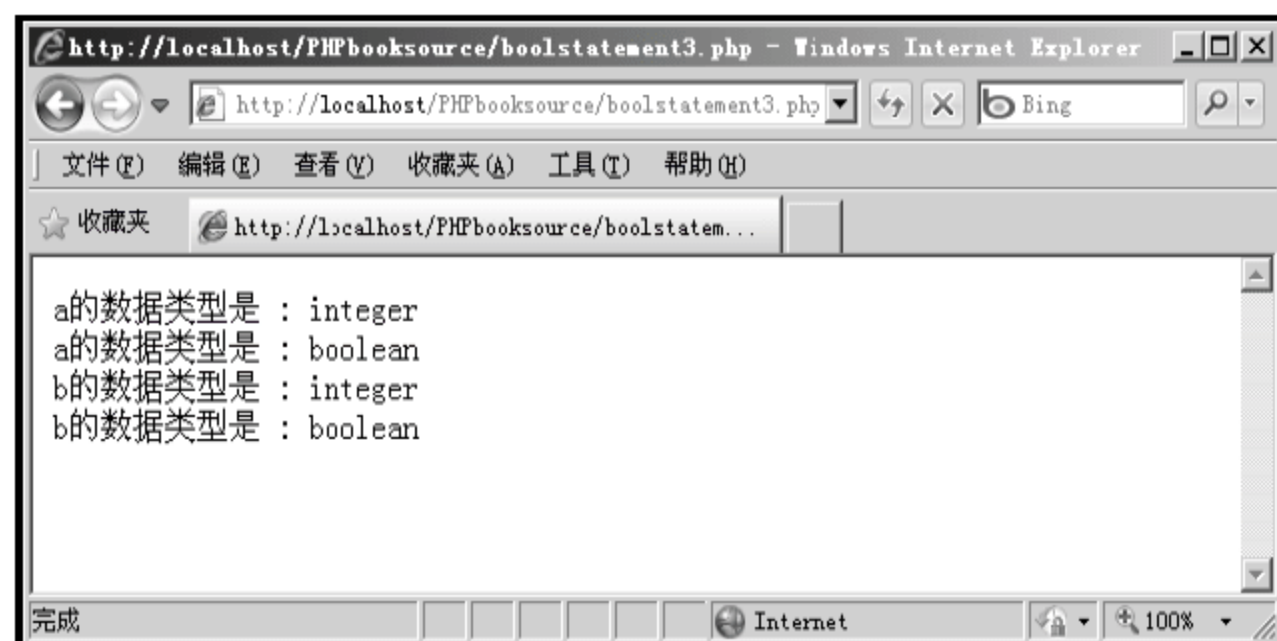 http://localhost/PHPbooksource/boolstatement3.php - Windows Internet Explorer
http://localhost/PHPbooksource/boolstatement3.php Bing
文件(F) 编辑(E) 查看(V) 收藏夹(A) 工具(T) 帮助(H)
收藏夹 http://localhost/PHPbooksource/boolstatem...
a的数据类型是 : integer
a的数据类型是 : boolean
b的数据类型是 : integer
b的数据类型是 : boolean
完成 Internet 100%